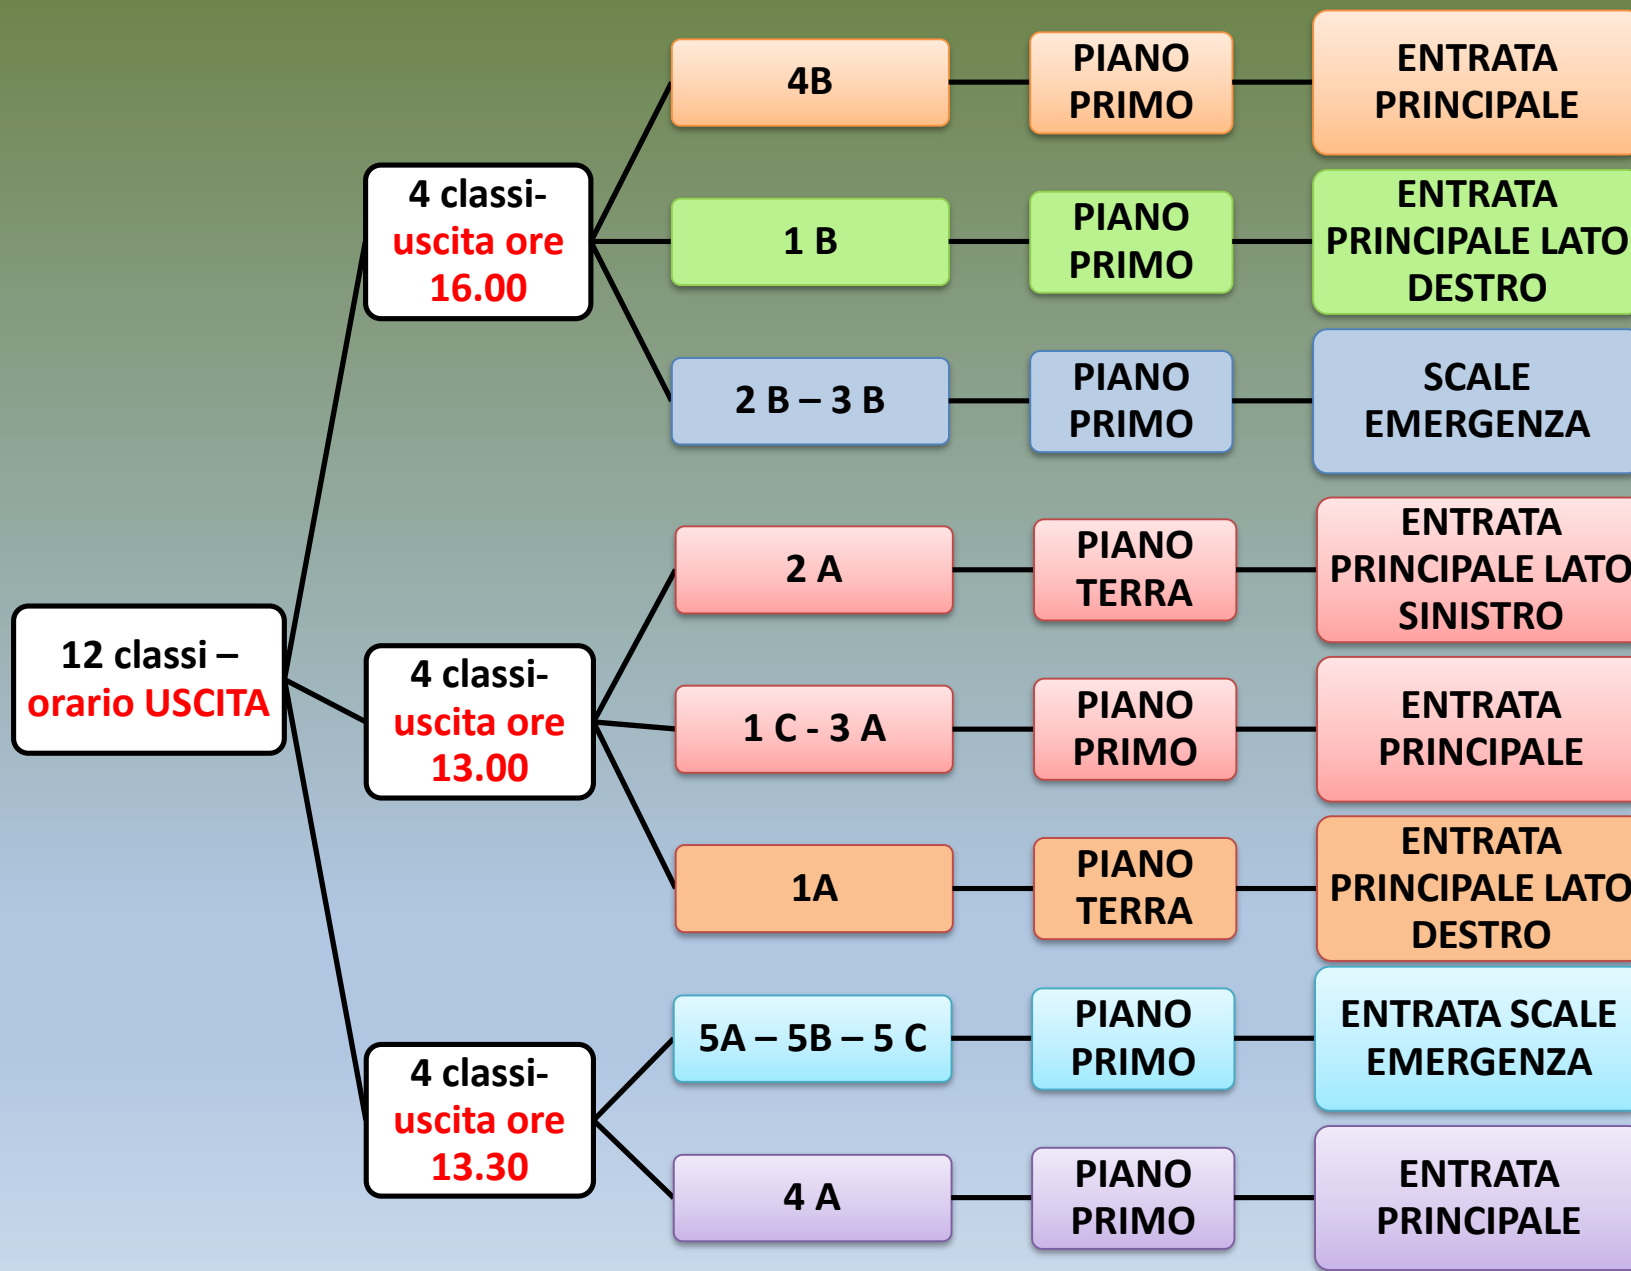 12 classi –
orario USCITA
4 classi-
uscita ore
16.00
4B
PIANO
PRIMO
ENTRATA
PRINCIPALE
1 B
PIANO
PRIMO
ENTRATA
PRINCIPALE LATO
DESTRO
2 B – 3 B
PIANO
PRIMO
SCALE
EMERGENZA
4 classi-
uscita ore
13.00
2 A
PIANO
TERRA
ENTRATA
PRINCIPALE LATO
SINISTRO
1 C - 3 A
PIANO
PRIMO
ENTRATA
PRINCIPALE
1A
PIANO
TERRA
ENTRATA
PRINCIPALE LATO
DESTRO
4 classi-
uscita ore
13.30
5A – 5B – 5 C
PIANO
PRIMO
ENTRATA SCALE
EMERGENZA
4 A
PIANO
PRIMO
ENTRATA
PRINCIPALE